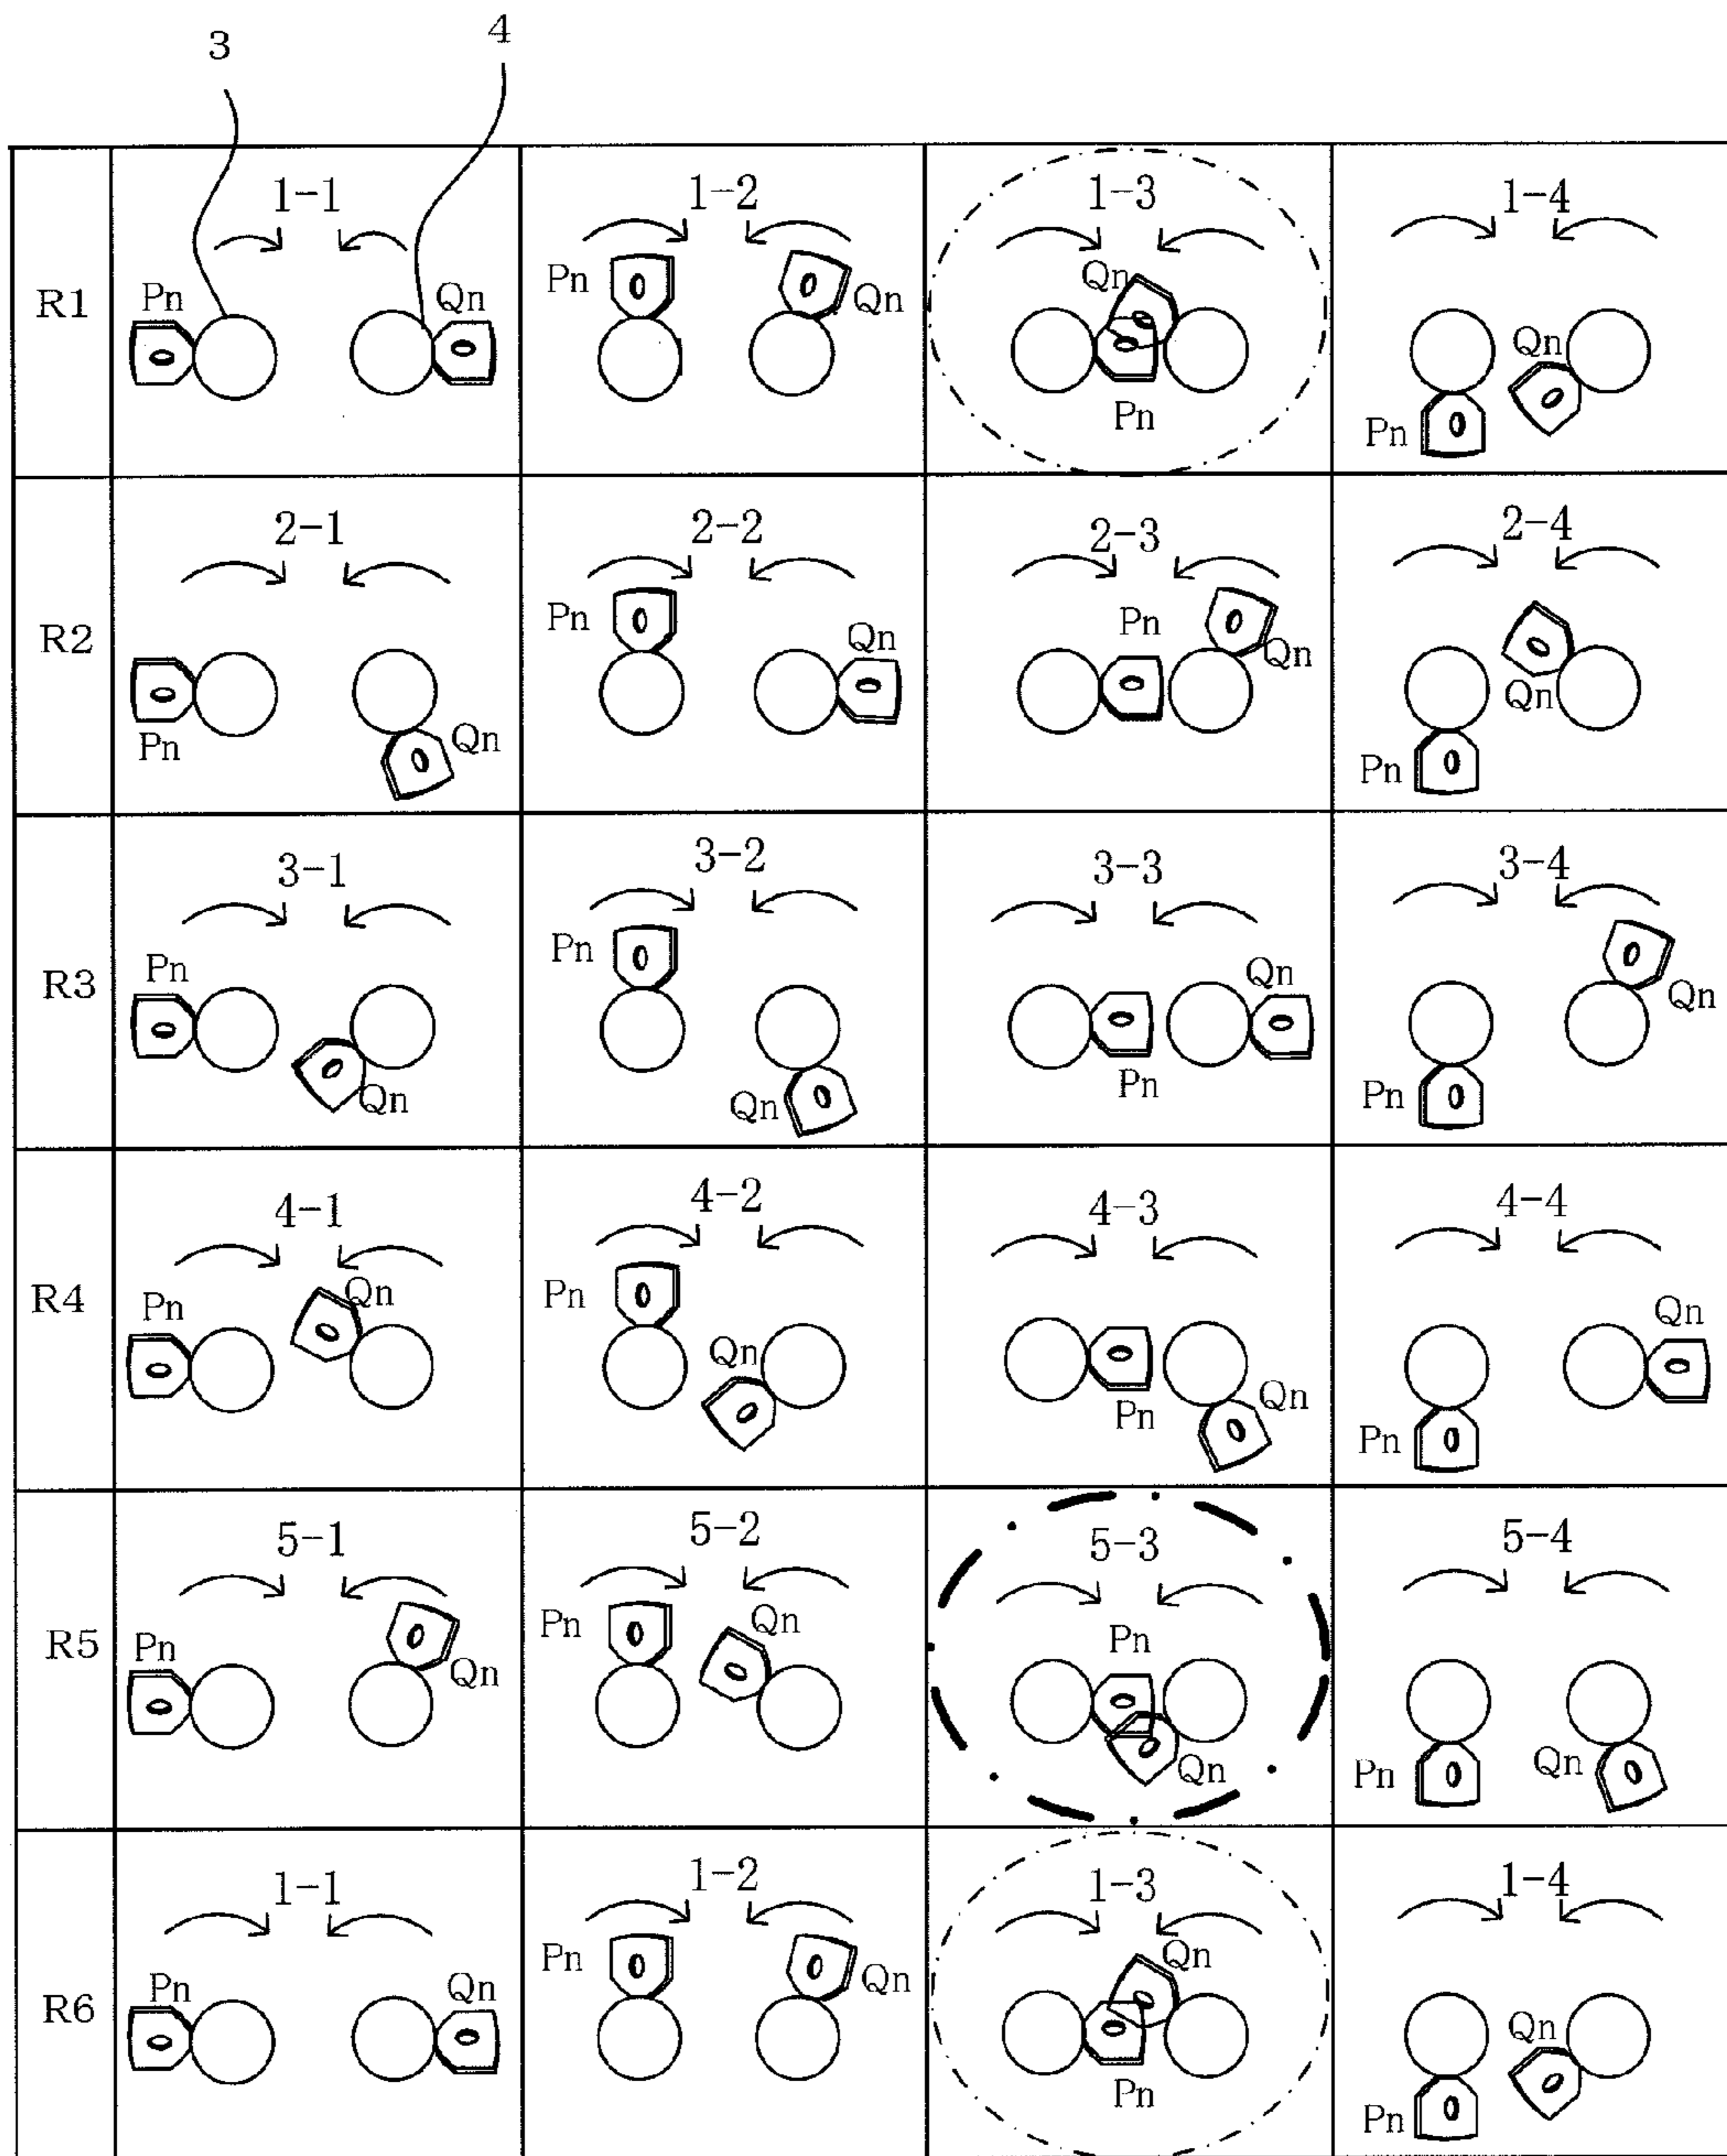 3 4
R1 1-1 1-2 1-3 1-4
Pn Qn Pn Qn Qn Pn Pn Qn
R2 2-1 2-2 2-3 2-4
Pn Qn Pn Qn Pn Qn Pn Qn
R3 3-1 3-2 3-3 3-4
Pn Qn Pn Qn Pn Qn Pn Qn
R4 4-1 4-2 4-3 4-4
Pn Qn Pn Qn Pn Qn Pn Qn
R5 5-1 5-2 5-3 5-4
Pn Qn Pn Qn Pn Qn Pn Qn
R6 1-1 1-2 1-3 1-4
Pn Qn Pn Qn Qn Pn Pn Qn